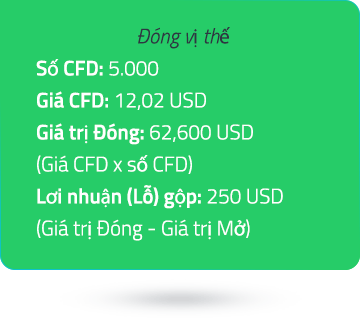 Đóng vị thế
Số CFD: 5.000
Giá CFD: 12,02 USD
Giá trị Đóng: 62,600 USD
(Giá CFD x số CFD)
Lơi nhuận (Lỗ) gộp: 250 USD
(Giá trị Đóng - Giá trị Mở)